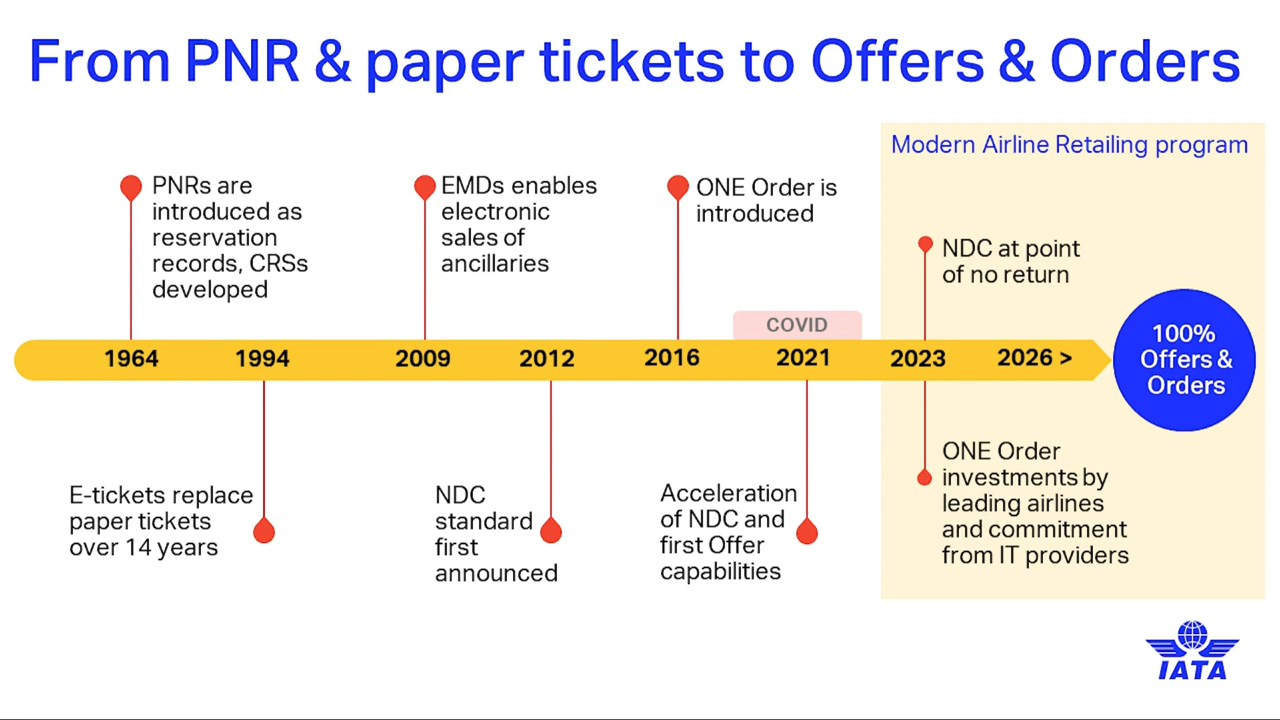 From PNR & paper tickets to Offers & Orders
Modern Airline Retailing program
PNRs are
introduced as
reservation
records, CRSs
developed
EMDs enables
electronic
sales of
ancillaries
ONE Order is
introduced
NDC at point
of no return
COVID
1964
1994
2009
2012
2016
2021
2023
2026 >
100%
Offers &
Orders
E-tickets replace
paper tickets
over 14 years
NDC
standard
first
announced
Acceleration
of NDC and
first Offer
capabilities
ONE Order
investments by
leading airlines
and commitment
from IT providers
IATA